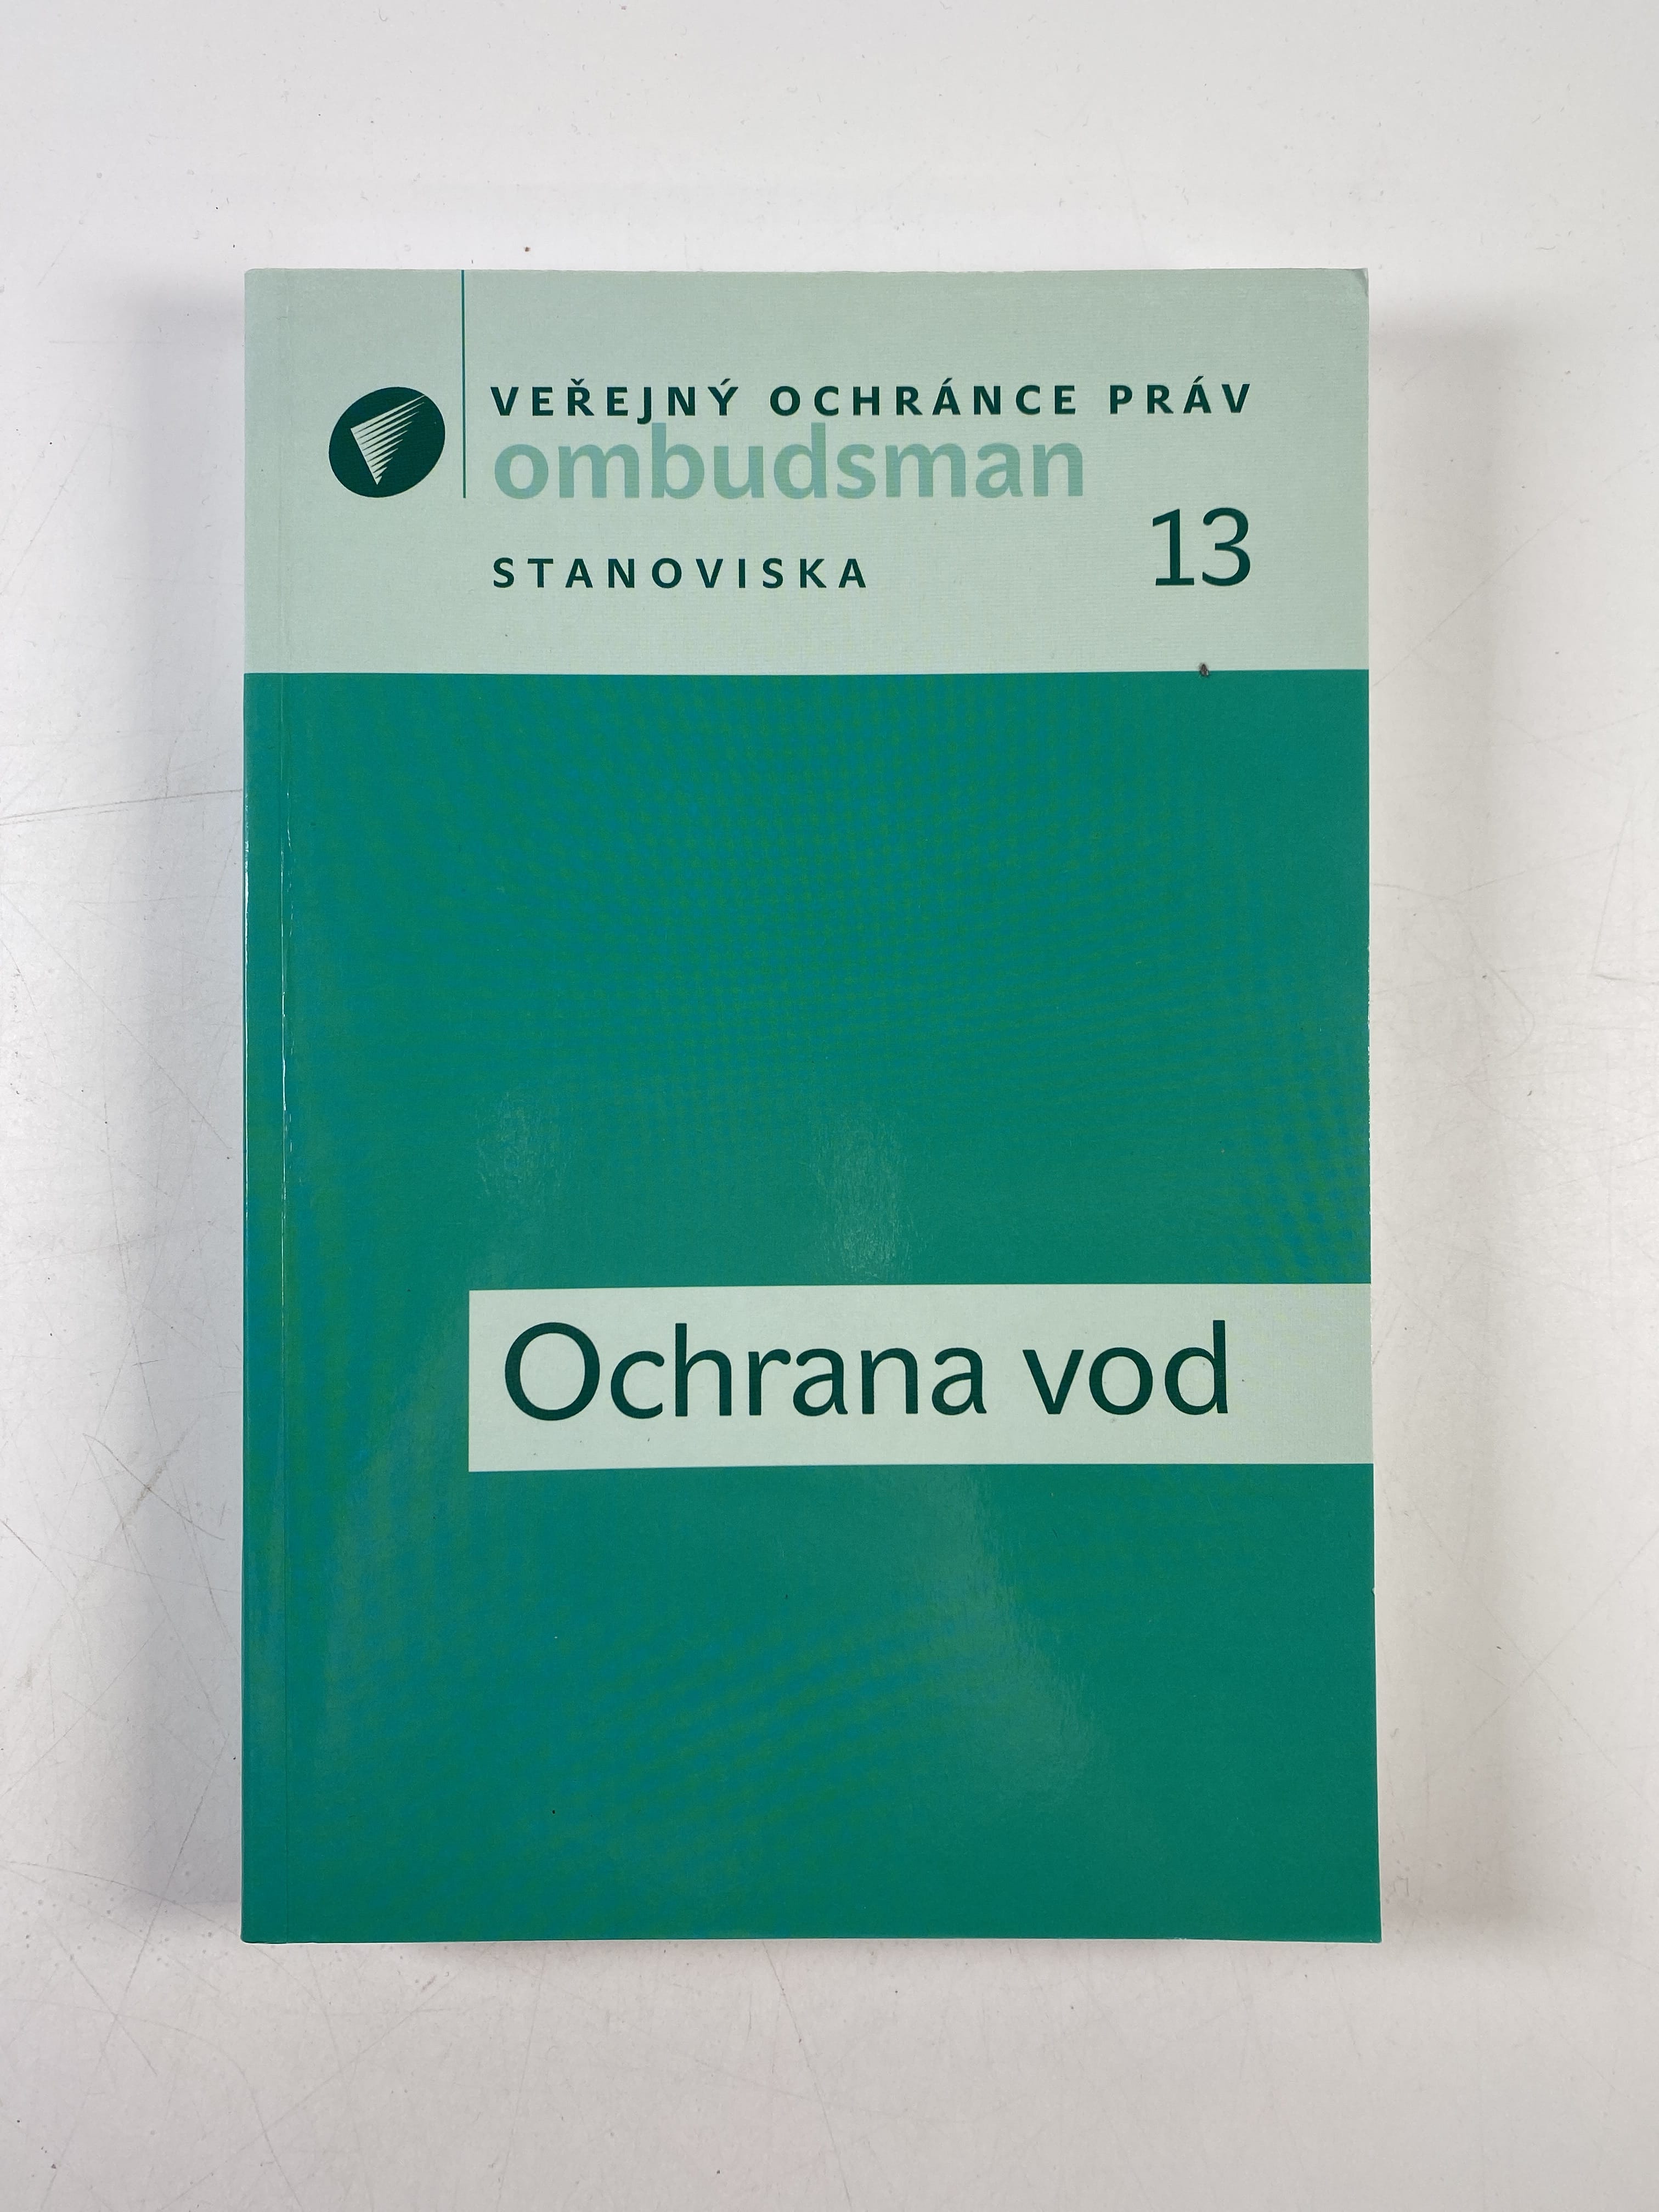 VEŘEJNÝ OCHRÁNCE PRÁV
ombudsman
STANOVISKA 13
Ochrana vod